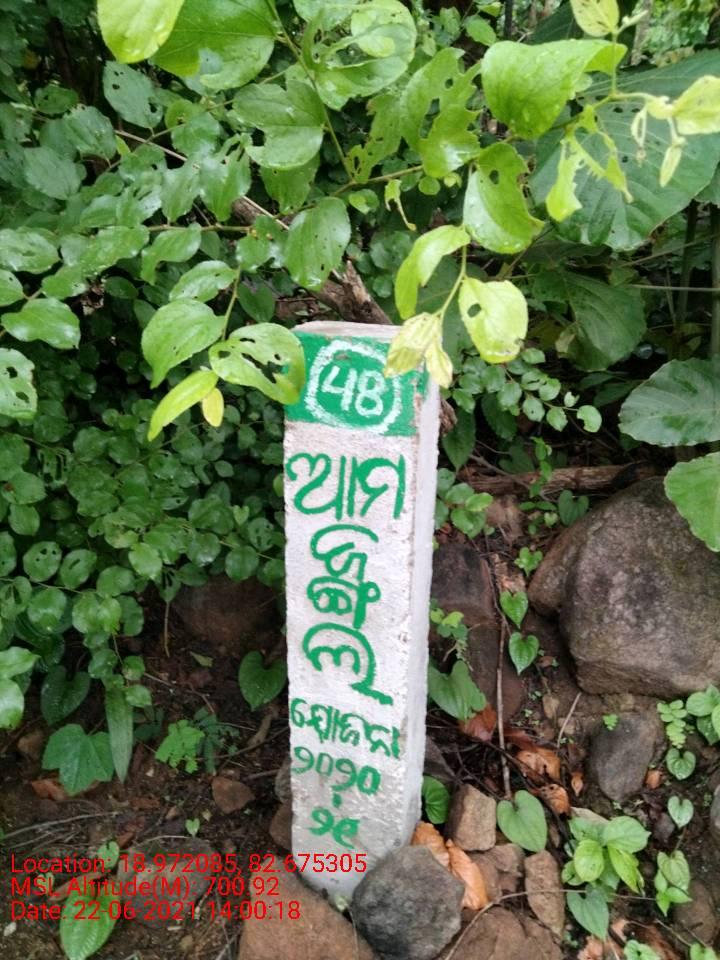 48
ଆମ
ଜ
ଙ୍ଗ
ଲ
ଯୋଜନା
୨୦୨୦
-
୨୧
Location: 18.972085, 82.675305
MSL Altitude(M): 700.92
Date: 22-06-2021 14:00:18